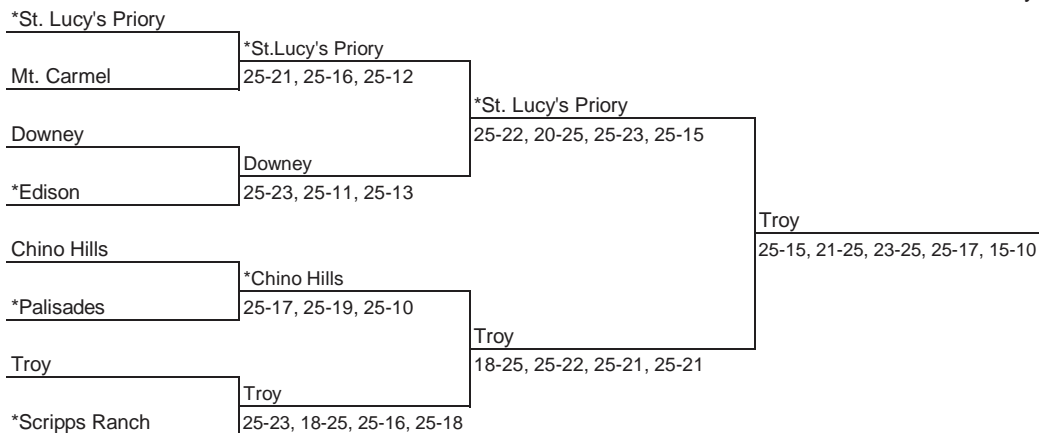 *St. Lucy's Priory
*St.Lucy's Priory
Mt. Carmel
25-21, 25-16, 25-12
*St. Lucy's Priory
Downey
25-22, 20-25, 25-23, 25-15
Downey
*Edison
25-23, 25-11, 25-13
Troy
Chino Hills
25-15, 21-25, 23-25, 25-17, 15-10
*Chino Hills
*Palisades
25-17, 25-19, 25-10
Troy
Troy
18-25, 25-22, 25-21, 25-21
Troy
*Scripps Ranch
25-23, 18-25, 25-16, 25-18